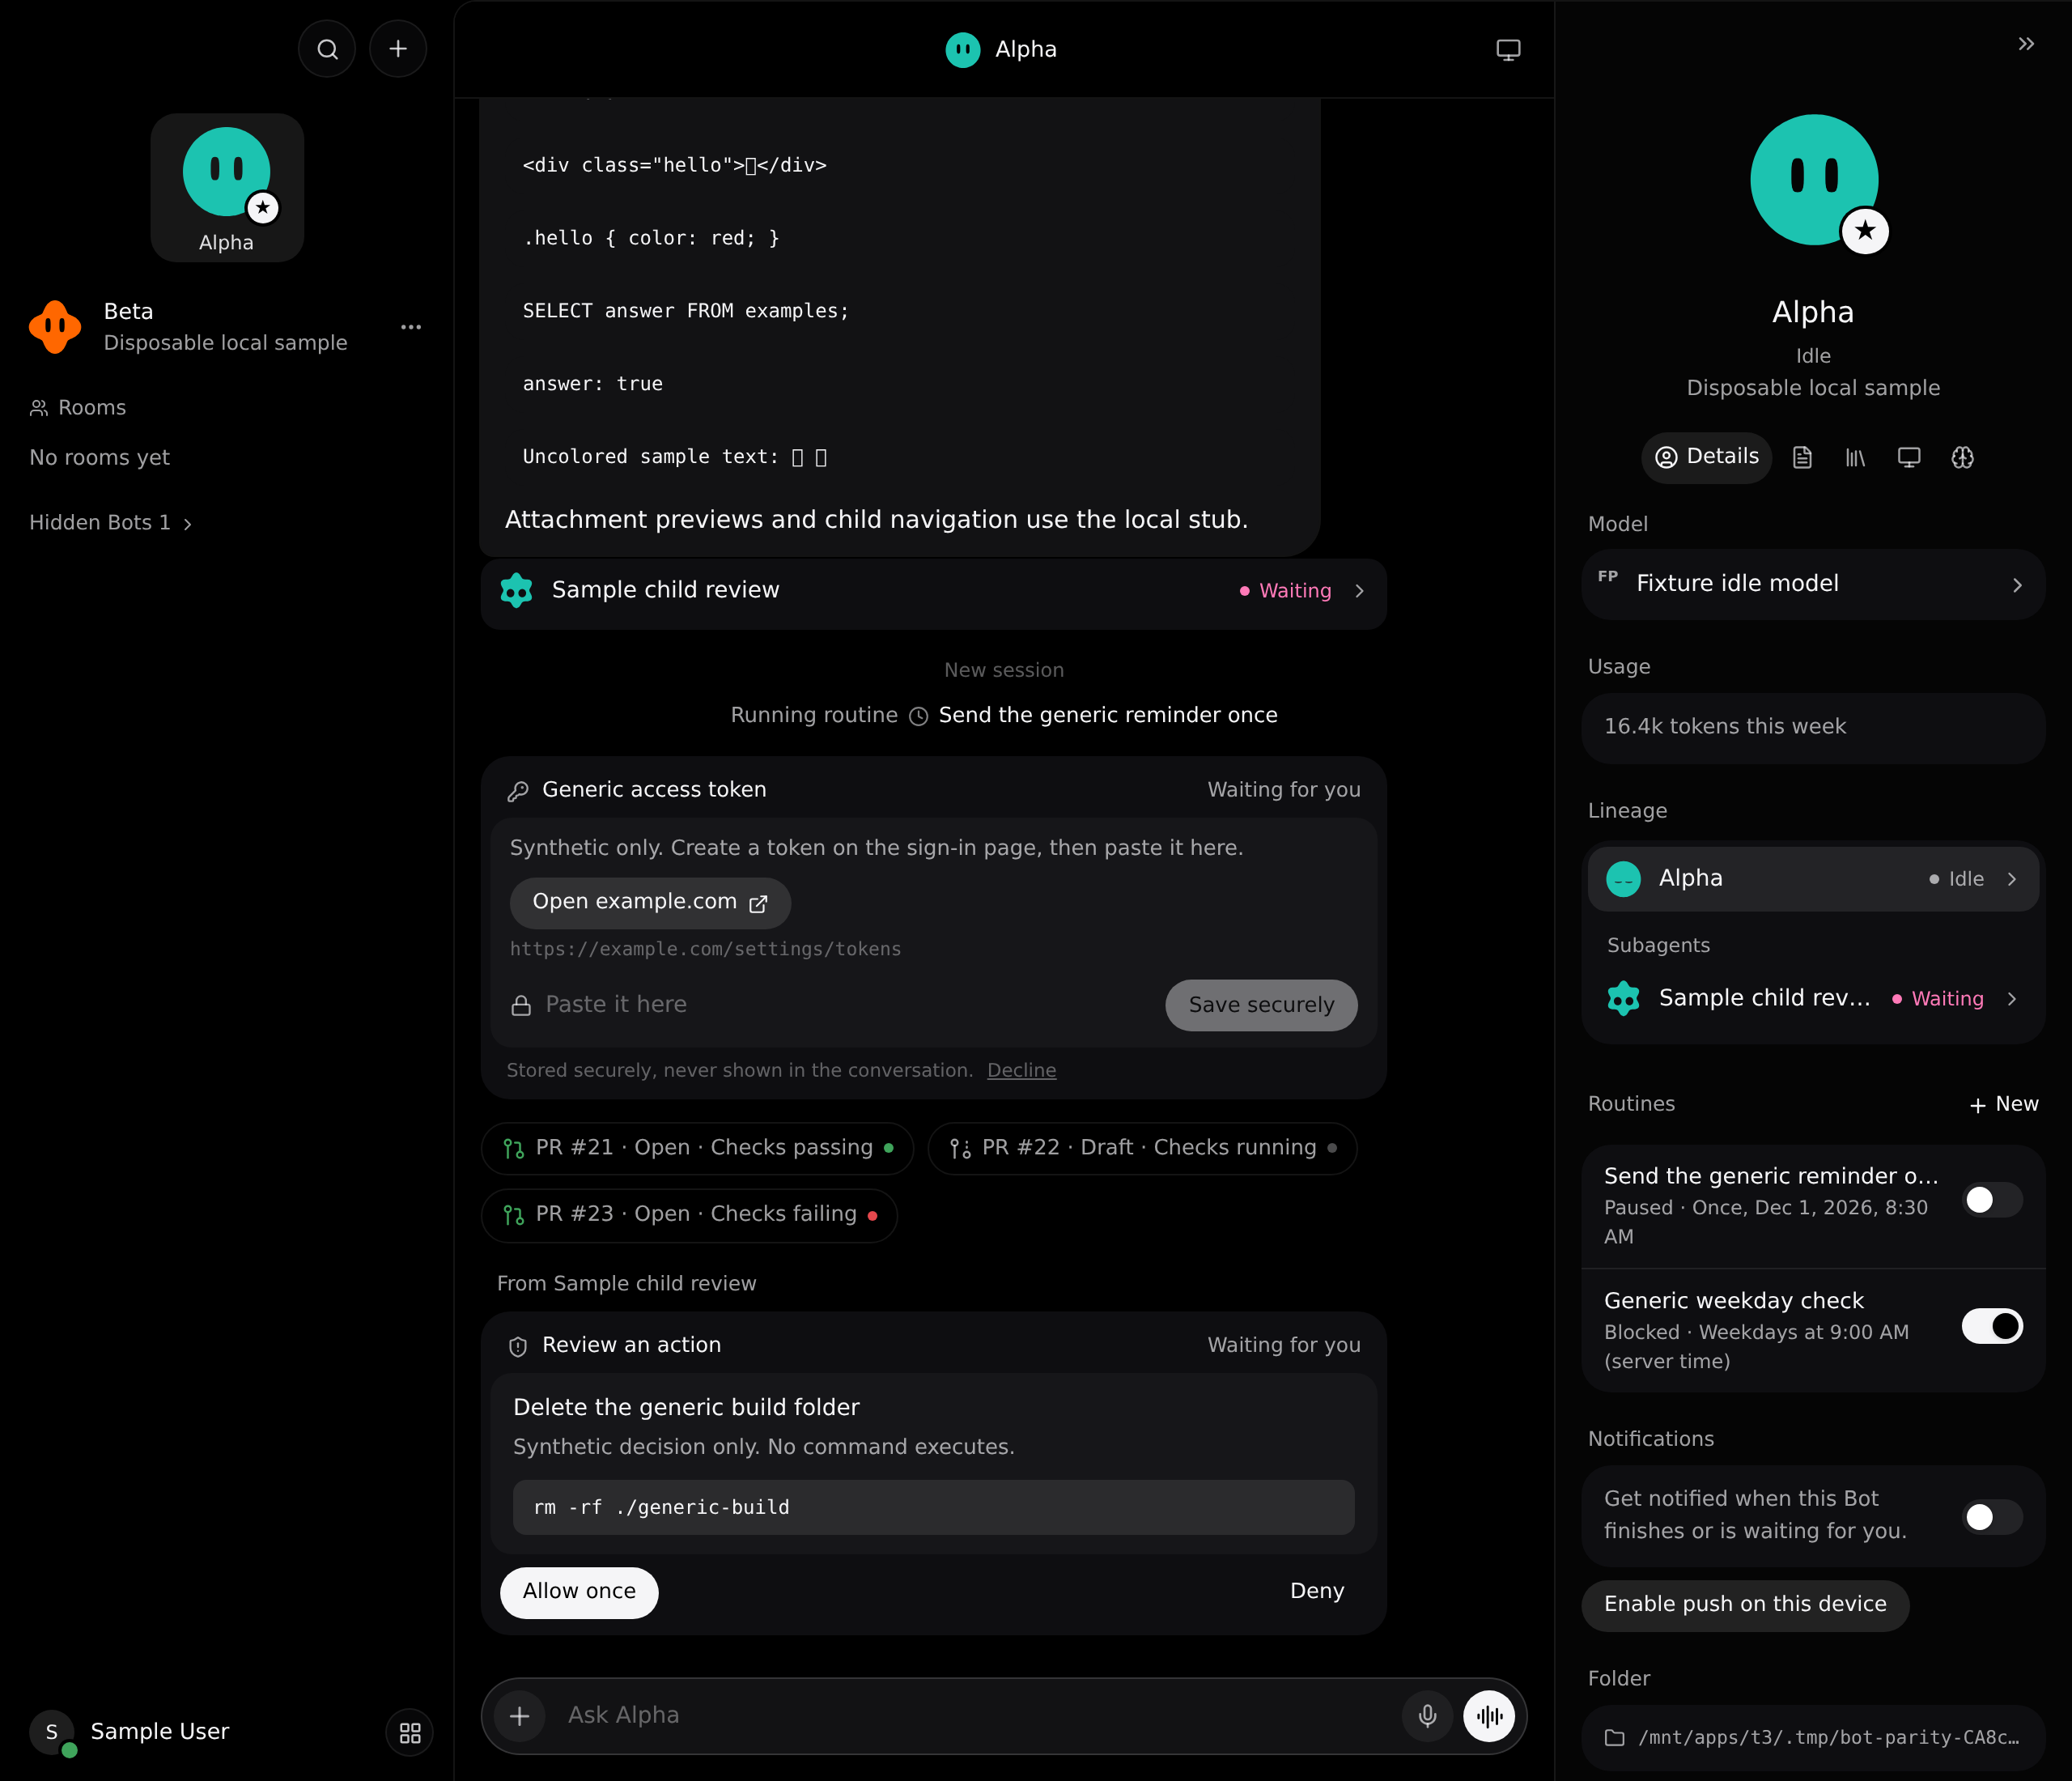 Alpha
Beta
Disposable local sample
Rooms
No rooms yet
Hidden Bots 1
S
Sample User
Alpha
<div class="hello">▯</div>
.hello { color: red; }
SELECT answer FROM examples;
answer: true
Uncolored sample text: ▯ ▯
Attachment previews and child navigation use the local stub.
Sample child review
Waiting
New session
Running routine Send the generic reminder once
Generic access token
Waiting for you
Synthetic only. Create a token on the sign-in page, then paste it here.
Open example.com
https://example.com/settings/tokens
Paste it here
Save securely
Stored securely, never shown in the conversation. Decline
PR #21 · Open · Checks passing
PR #22 · Draft · Checks running
PR #23 · Open · Checks failing
From Sample child review
Review an action
Waiting for you
Delete the generic build folder
Synthetic decision only. No command executes.
rm -rf ./generic-build
Allow once
Deny
Ask Alpha
Alpha
Idle
Disposable local sample
Details
Model
FP Fixture idle model
Usage
16.4k tokens this week
Lineage
Alpha
Idle
Subagents
Sample child rev...
Waiting
Routines
New
Send the generic reminder o...
Paused · Once, Dec 1, 2026, 8:30
AM
Generic weekday check
Blocked · Weekdays at 9:00 AM
(server time)
Notifications
Get notified when this Bot
finishes or is waiting for you.
Enable push on this device
Folder
/mnt/apps/t3/.tmp/bot-parity-CA8c...